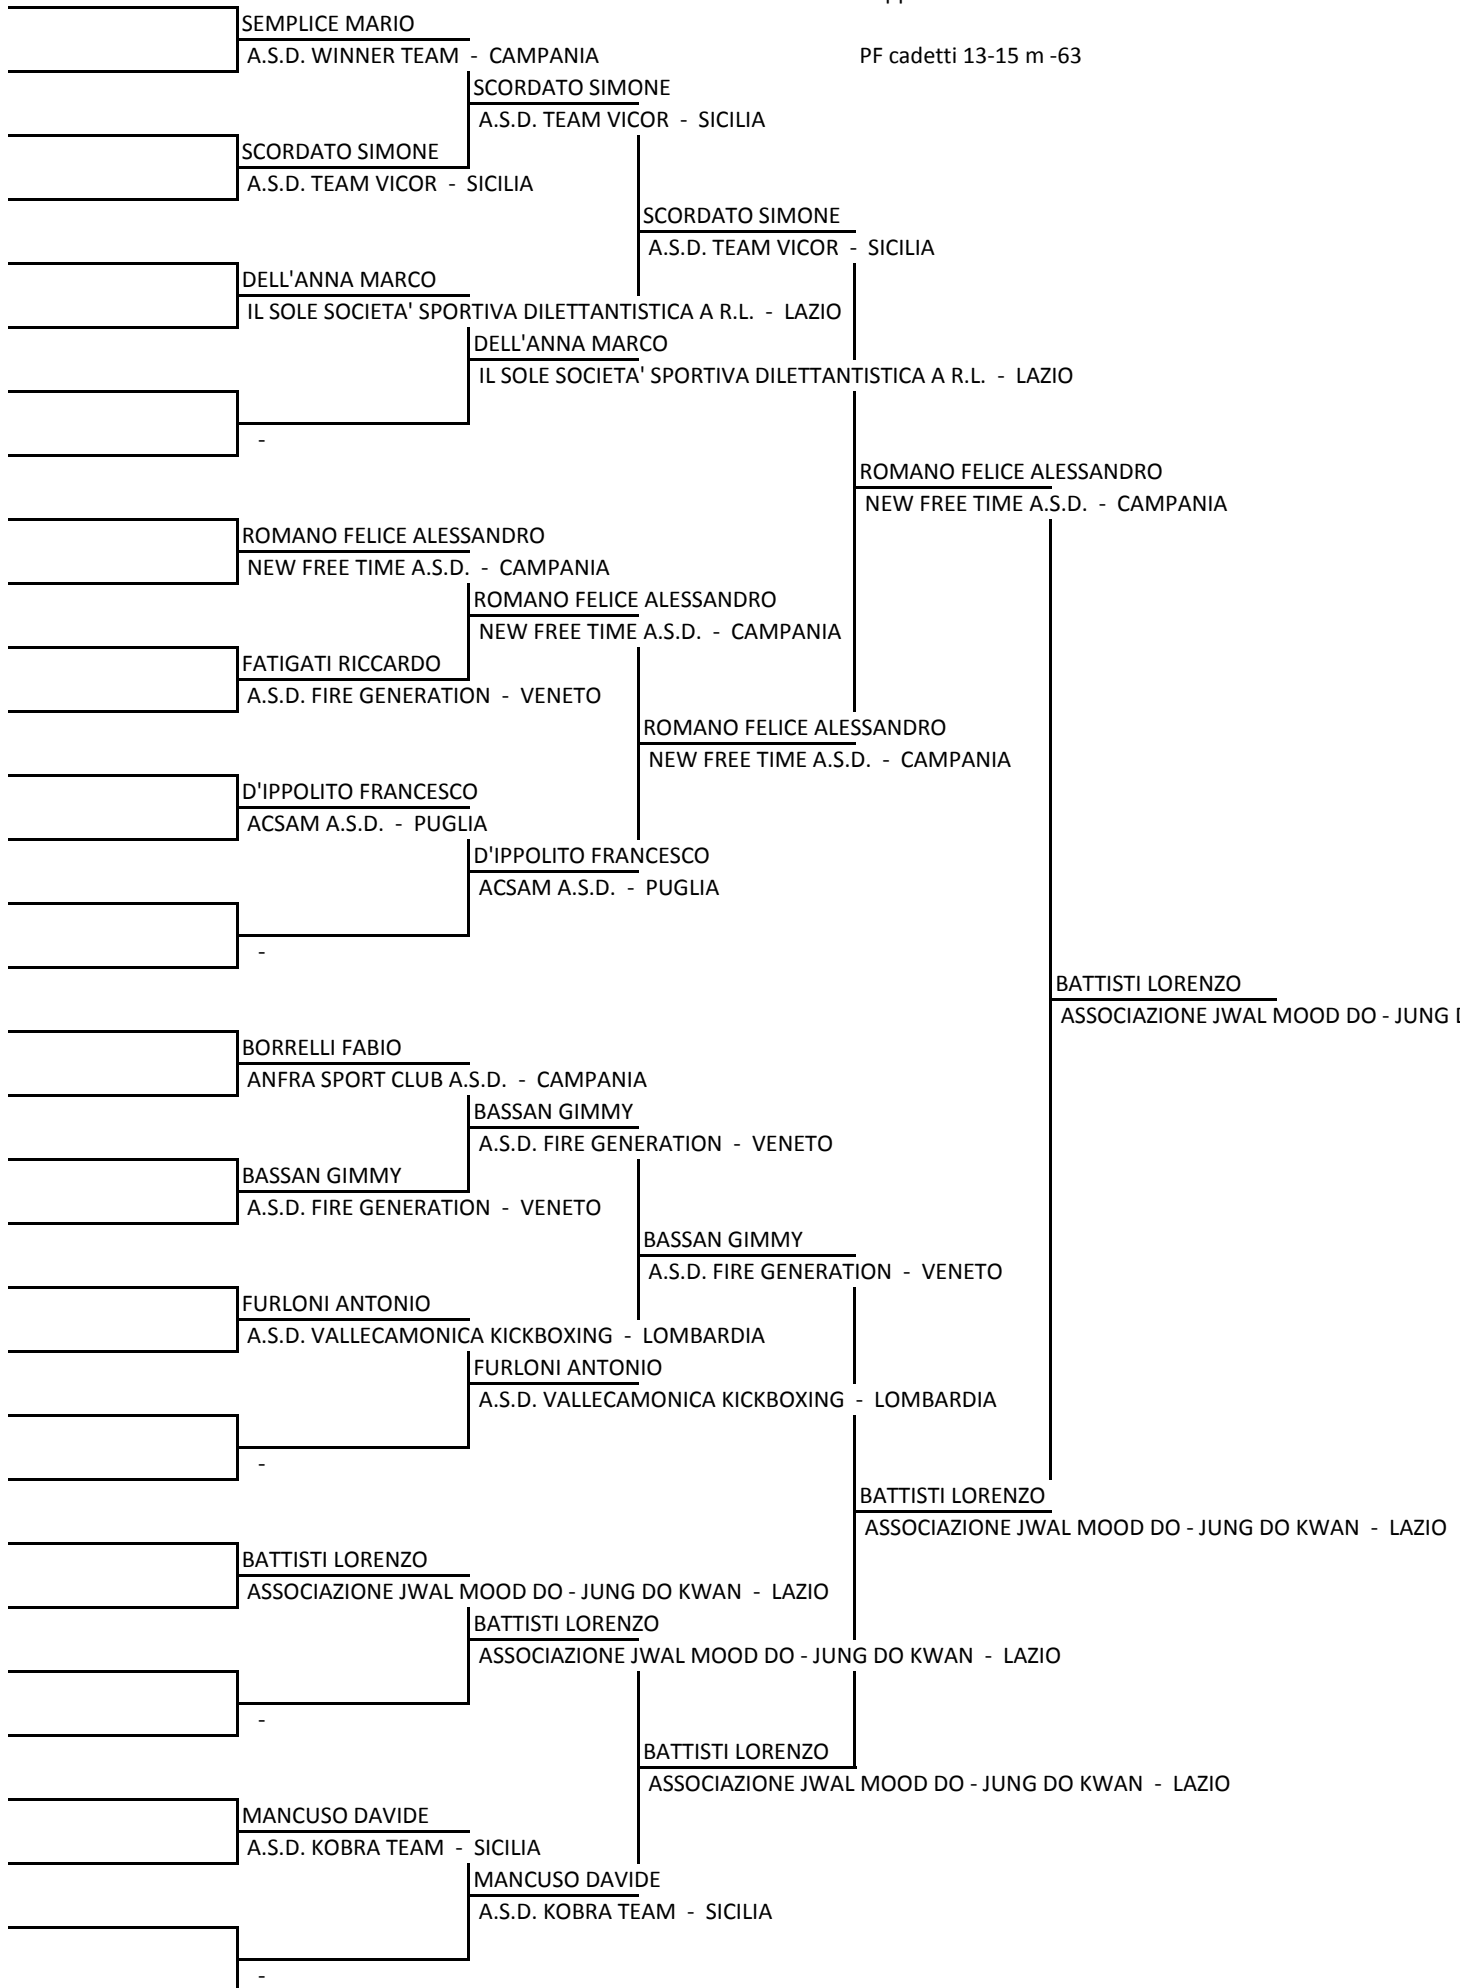 SEMPLICE MARIO
A.S.D. WINNER TEAM - CAMPANIA
PF cadetti 13-15 m -63
SCORDATO SIMONE
A.S.D. TEAM VICOR - SICILIA
SCORDATO SIMONE
A.S.D. TEAM VICOR - SICILIA
SCORDATO SIMONE
A.S.D. TEAM VICOR - SICILIA
DELL'ANNA MARCO
IL SOLE SOCIETA' SPORTIVA DILETTANTISTICA A R.L. - LAZIO
DELL'ANNA MARCO
IL SOLE SOCIETA' SPORTIVA DILETTANTISTICA A R.L. - LAZIO
-
ROMANO FELICE ALESSANDRO
NEW FREE TIME A.S.D. - CAMPANIA
ROMANO FELICE ALESSANDRO
NEW FREE TIME A.S.D. - CAMPANIA
ROMANO FELICE ALESSANDRO
NEW FREE TIME A.S.D. - CAMPANIA
FATIGATI RICCARDO
A.S.D. FIRE GENERATION - VENETO
ROMANO FELICE ALESSANDRO
NEW FREE TIME A.S.D. - CAMPANIA
D'IPPOLITO FRANCESCO
ACSAM A.S.D. - PUGLIA
D'IPPOLITO FRANCESCO
ACSAM A.S.D. - PUGLIA
-
BATTISTI LORENZO
ASSOCIAZIONE JWAL MOOD DO - JUNG
BORRELLI FABIO
ANFRA SPORT CLUB A.S.D. - CAMPANIA
BASSAN GIMMY
A.S.D. FIRE GENERATION - VENETO
BASSAN GIMMY
A.S.D. FIRE GENERATION - VENETO
BASSAN GIMMY
A.S.D. FIRE GENERATION - VENETO
FURLONI ANTONIO
A.S.D. VALLECAMONICA KICKBOXING - LOMBARDIA
FURLONI ANTONIO
A.S.D. VALLECAMONICA KICKBOXING - LOMBARDIA
-
BATTISTI LORENZO
ASSOCIAZIONE JWAL MOOD DO - JUNG DO KWAN - LAZIO
BATTISTI LORENZO
ASSOCIAZIONE JWAL MOOD DO - JUNG DO KWAN - LAZIO
BATTISTI LORENZO
ASSOCIAZIONE JWAL MOOD DO - JUNG DO KWAN - LAZIO
-
BATTISTI LORENZO
ASSOCIAZIONE JWAL MOOD DO - JUNG DO KWAN - LAZIO
MANCUSO DAVIDE
A.S.D. KOBRA TEAM - SICILIA
MANCUSO DAVIDE
A.S.D. KOBRA TEAM - SICILIA
-